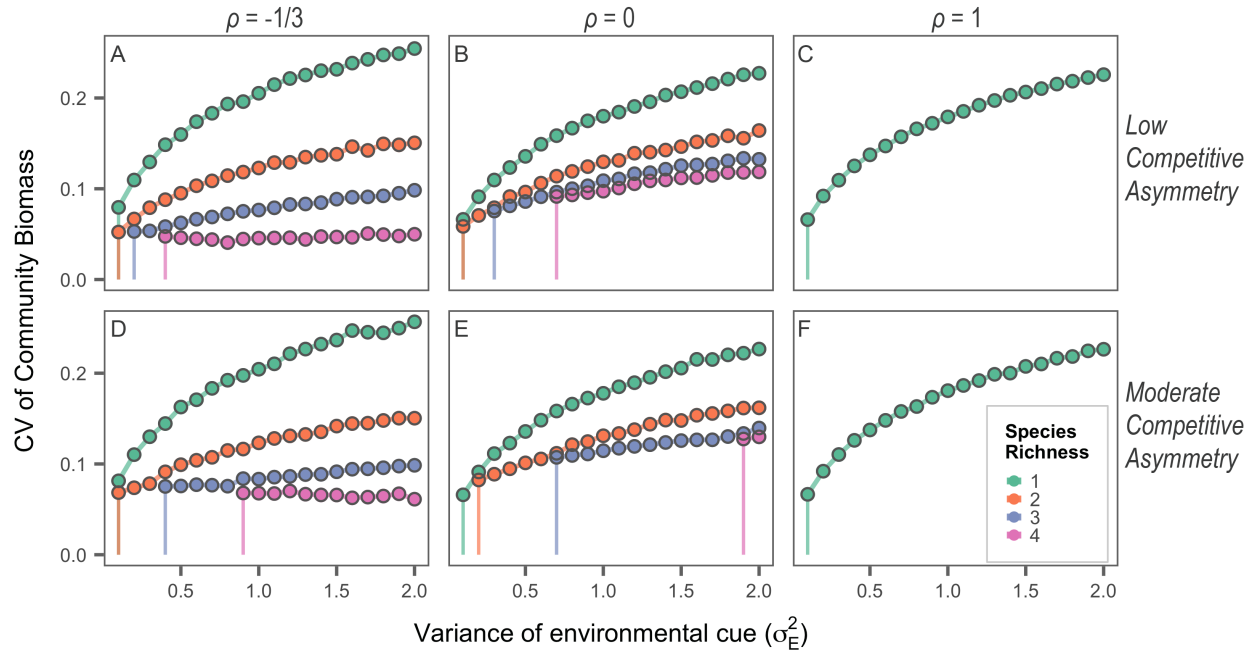 ρ = -1/3
ρ = 0
ρ = 1
A
B
C
0.2
0.1
0.0
Low
Competitive
Asymmetry
CV of Community Biomass
D
E
F
0.2
0.1
0.0
Moderate
Competitive
Asymmetry
Species
Richness
1
2
3
4
0.5 1.0 1.5 2.0
0.5 1.0 1.5 2.0
0.5 1.0 1.5 2.0
Variance of environmental cue (σ²E)